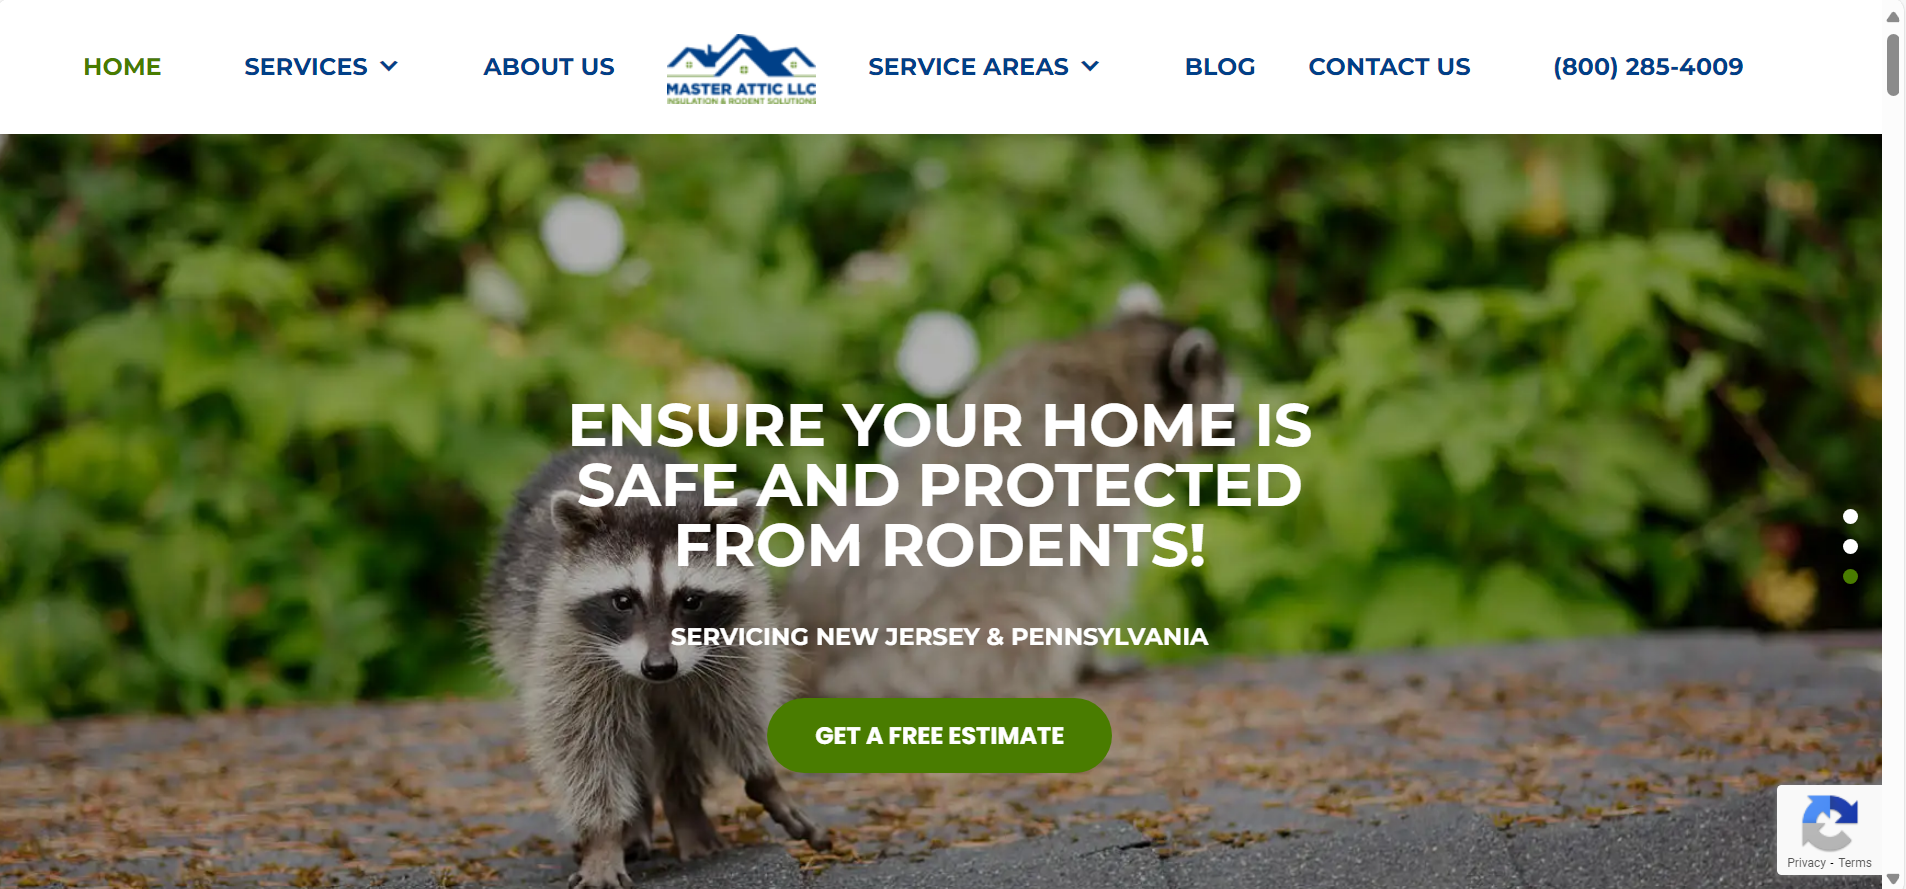 HOME
SERVICES
ABOUT US
MASTER ATTIC LLC
INSULATION & RODENT SOLUTIONS
SERVICE AREAS
BLOG
CONTACT US
(800) 285-4009
ENSURE YOUR HOME IS
SAFE AND PROTECTED
FROM RODENTS!
SERVICING NEW JERSEY & PENNSYLVANIA
GET A FREE ESTIMATE
Privacy - Terms